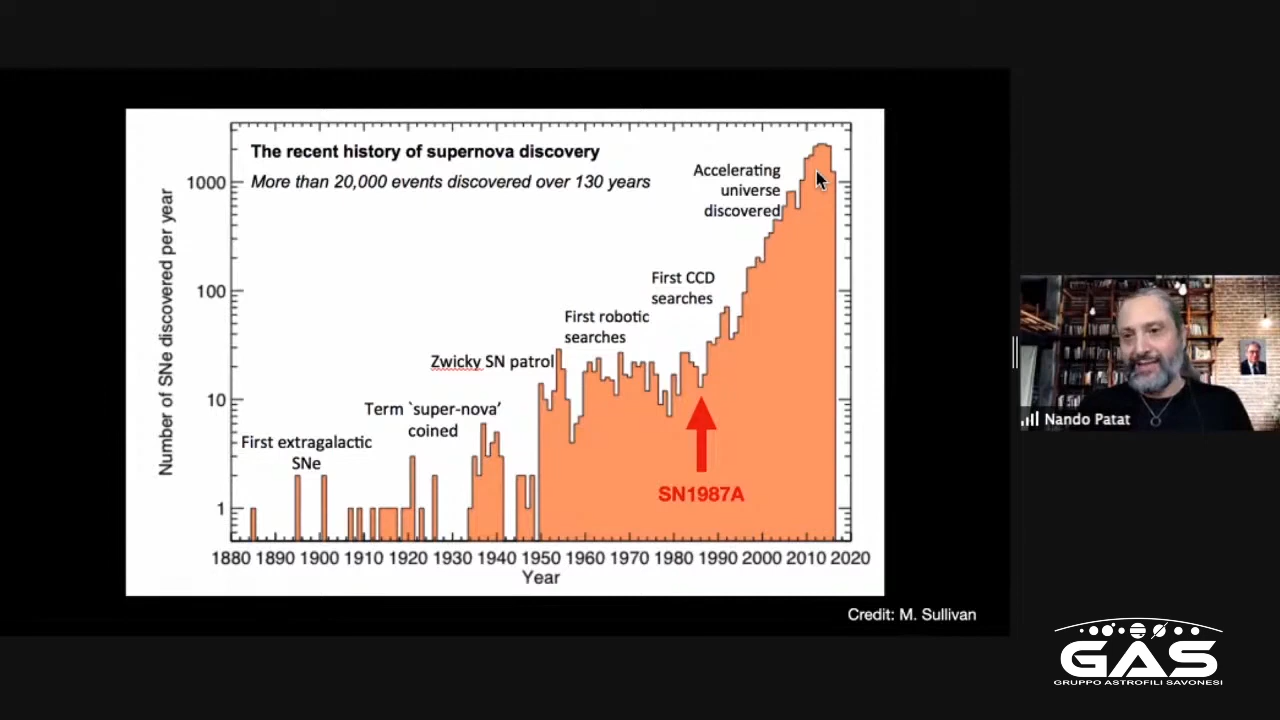 The recent history of supernova discovery
More than 20,000 events discovered over 130 years
Accelerating
universe
discovered
First CCD
searches
First robotic
searches
Zwicky SN patrol
Term `super-nova’
coined
First extragalactic
SNe
SN1987A
Number of SNe discovered per year
1000
100
10
1
1880 1890 1900 1910 1920 1930 1940 1950 1960 1970 1980 1990 2000 2010 2020
Year
Credit: M. Sullivan
Nando Patat
GAS
GRUPPO ASTROFILI SAVONESI